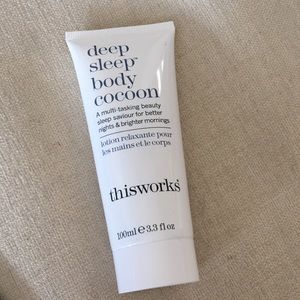 deep
sleep™
body
cocoon
A multi-tasking beauty
sleep saviour for better
nights & brighter mornings
lotion relaxante pour
les mains et le corps
thisworks®
100ml e 3.3 fl oz